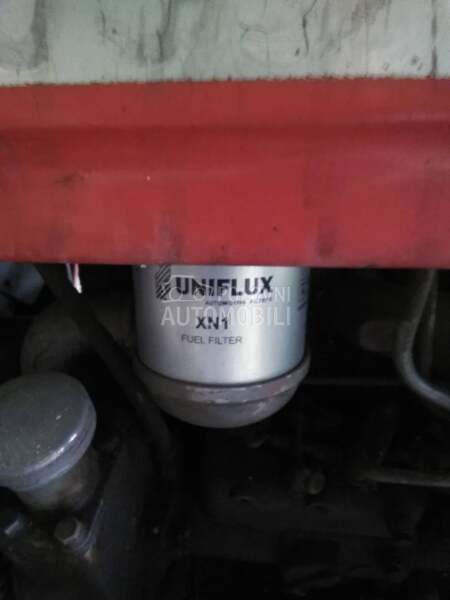 UNIFLUX
AUTOMOTIVE FILTERS
XN1
FUEL FILTER
AUTOMOBILI